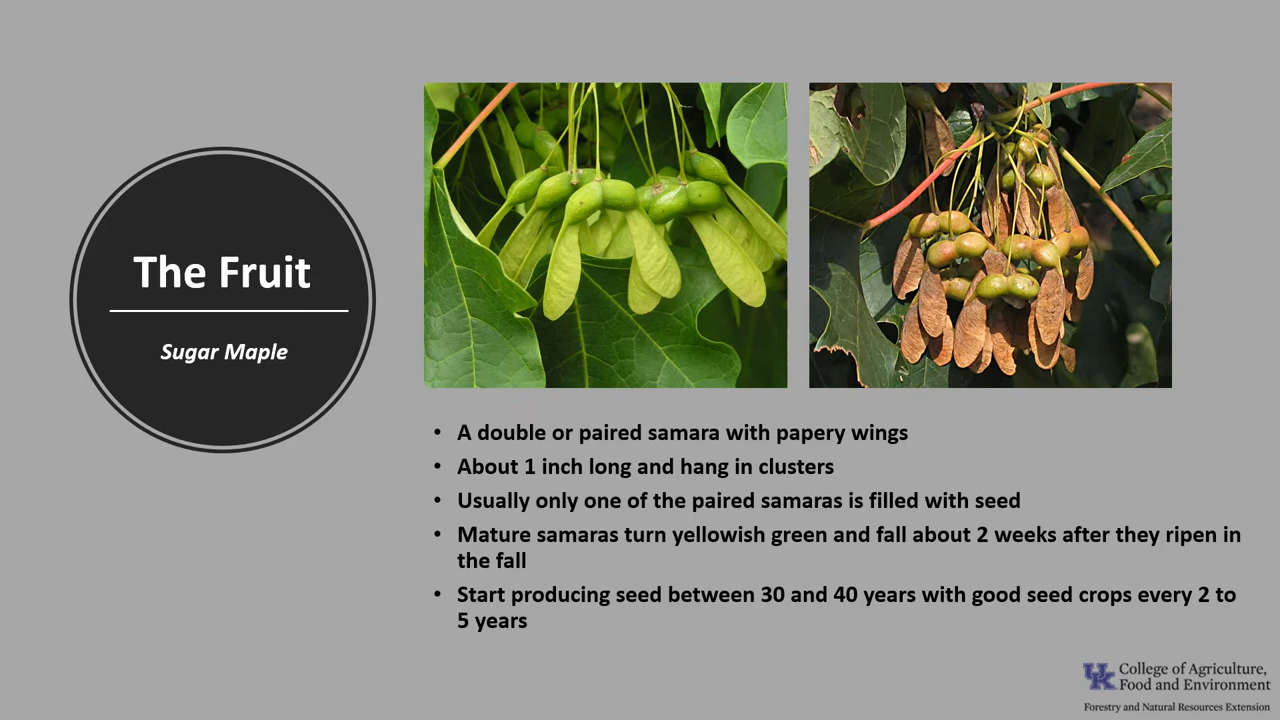 The Fruit
Sugar Maple
• A double or paired samara with papery wings
• About 1 inch long and hang in clusters
• Usually only one of the paired samaras is filled with seed
• Mature samaras turn yellowish green and fall about 2 weeks after they ripen in
the fall
• Start producing seed between 30 and 40 years with good seed crops every 2 to
5 years
UK College of Agriculture,
Food and Environment
Forestry and Natural Resources Extension